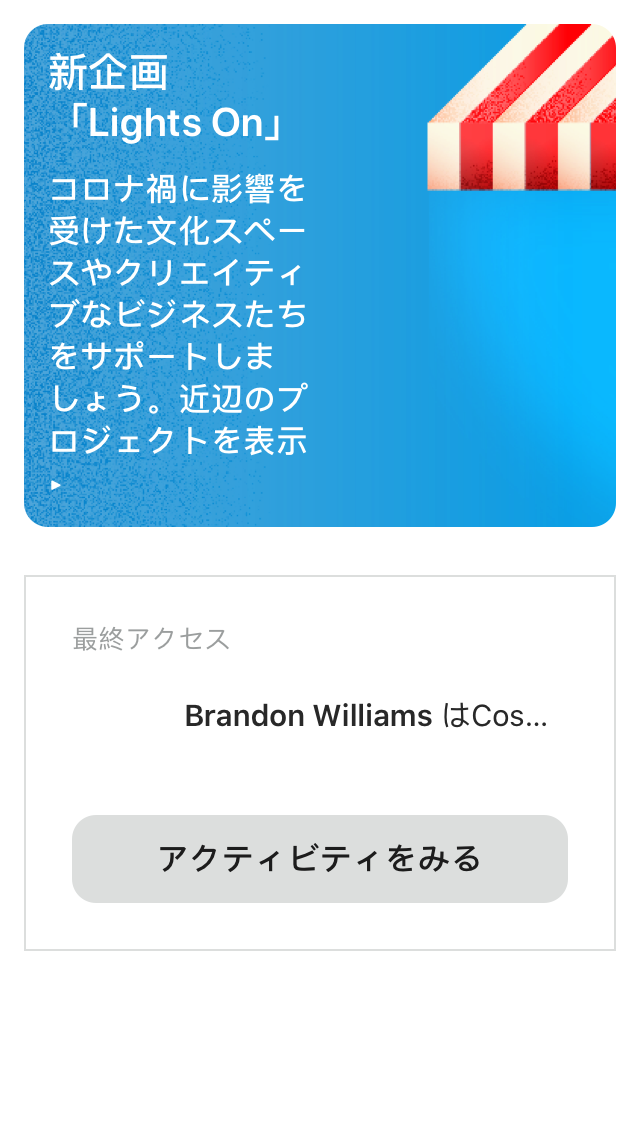 新企画
「Lights On」
コロナ禍に影響を
受けた文化スペー
スやクリエイティ
ブなビジネスたち
をサポートしま
しょう。近辺のプ
ロジェクトを表示
▸
最終アクセス
Brandon Williams はCos...
アクティビティをみる